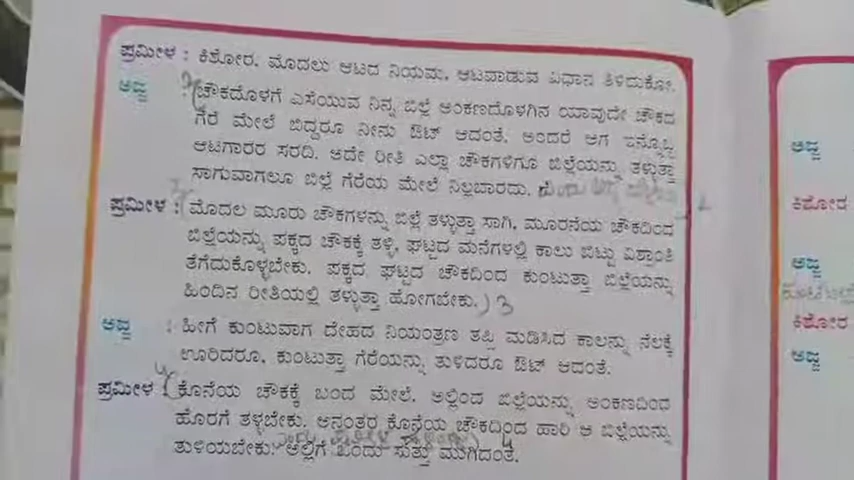 ಪ್ರಮೀಳ : ಕಿಶೋರ, ಮೊದಲು ಆಟದ ನಿಯಮ, ಆಟವಾಡುವ ವಿಧಾನ ತಿಳಿದುಕೋ.
ಅಜ್ಜ : ಚೌಕದೊಳಗೆ ಎಸೆಯುವ ನಿನ್ನ ಬಿಲ್ಲೆ ಅಂಕಣದೊಳಗಿನ ಯಾವುದೇ ಚೌಕದ
ಗೆರೆ ಮೇಲೆ ಬಿದ್ದರೂ ನೀನು ಔಟ್ ಆದಂತೆ. ಅಂದರೆ ಆಗ ಇನ್ನೊಬ್ಬ
ಆಟಗಾರರ ಸರದಿ. ಅದೇ ರೀತಿ ಎಲ್ಲಾ ಚೌಕಗಳಿಗೂ ಬಿಲ್ಲೆಯನ್ನು ತಳ್ಳುತ್ತಾ
ಸಾಗುವಾಗಲೂ ಬಿಲ್ಲೆ ಗೆರೆಯ ಮೇಲೆ ನಿಲ್ಲಬಾರದು.
ಪ್ರಮೀಳ : ಮೊದಲ ಮೂರು ಚೌಕಗಳನ್ನು ಬಿಲ್ಲೆ ತಳ್ಳುತ್ತಾ ಸಾಗಿ, ಮೂರನೆಯ ಚೌಕದಿಂದ
ಬಿಲ್ಲೆಯನ್ನು ಪಕ್ಕದ ಚೌಕಕ್ಕೆ ತಳ್ಳಿ, ಘಟ್ಟದ ಮನೆಗಳಲ್ಲಿ ಕಾಲು ಬಿಟ್ಟು ವಿಶ್ರಾಂತಿ
ತೆಗೆದುಕೊಳ್ಳಬೇಕು. ಪಕ್ಕದ ಘಟ್ಟದ ಚೌಕದಿಂದ ಕುಂಟುತ್ತಾ ಬಿಲ್ಲೆಯನ್ನು
ಹಿಂದಿನ ರೀತಿಯಲ್ಲಿ ತಳ್ಳುತ್ತಾ ಹೋಗಬೇಕು.) 3
ಅಜ್ಜ : ಹೀಗೆ ಕುಂಟುವಾಗ ದೇಹದ ನಿಯಂತ್ರಣ ತಪ್ಪಿ ಮಡಿಸಿದ ಕಾಲನ್ನು ನೆಲಕ್ಕೆ
ಊರಿದರೂ, ಕುಂಟುತ್ತಾ ಗೆರೆಯನ್ನು ತುಳಿದರೂ ಔಟ್ ಆದಂತೆ.
ಪ್ರಮೀಳ : ಕೊನೆಯ ಚೌಕಕ್ಕೆ ಬಂದ ಮೇಲೆ, ಅಲ್ಲಿಂದ ಬಿಲ್ಲೆಯನ್ನು ಅಂಕಣದಿಂದ
ಹೊರಗೆ ತಳ್ಳಬೇಕು. ಅನಂತರ ಕೊನೆಯ ಚೌಕದಿಂದ ಹಾರಿ ಆ ಬಿಲ್ಲೆಯನ್ನು
ತುಳಿಯಬೇಕು. ಅಲ್ಲಿಗೆ ಒಂದು ಸುತ್ತು ಮುಗಿದಂತೆ.
ಅಜ್ಜ
ಕಿಶೋರ
ಅಜ್ಜ
ಕಿಶೋರ
ಅಜ್ಜ